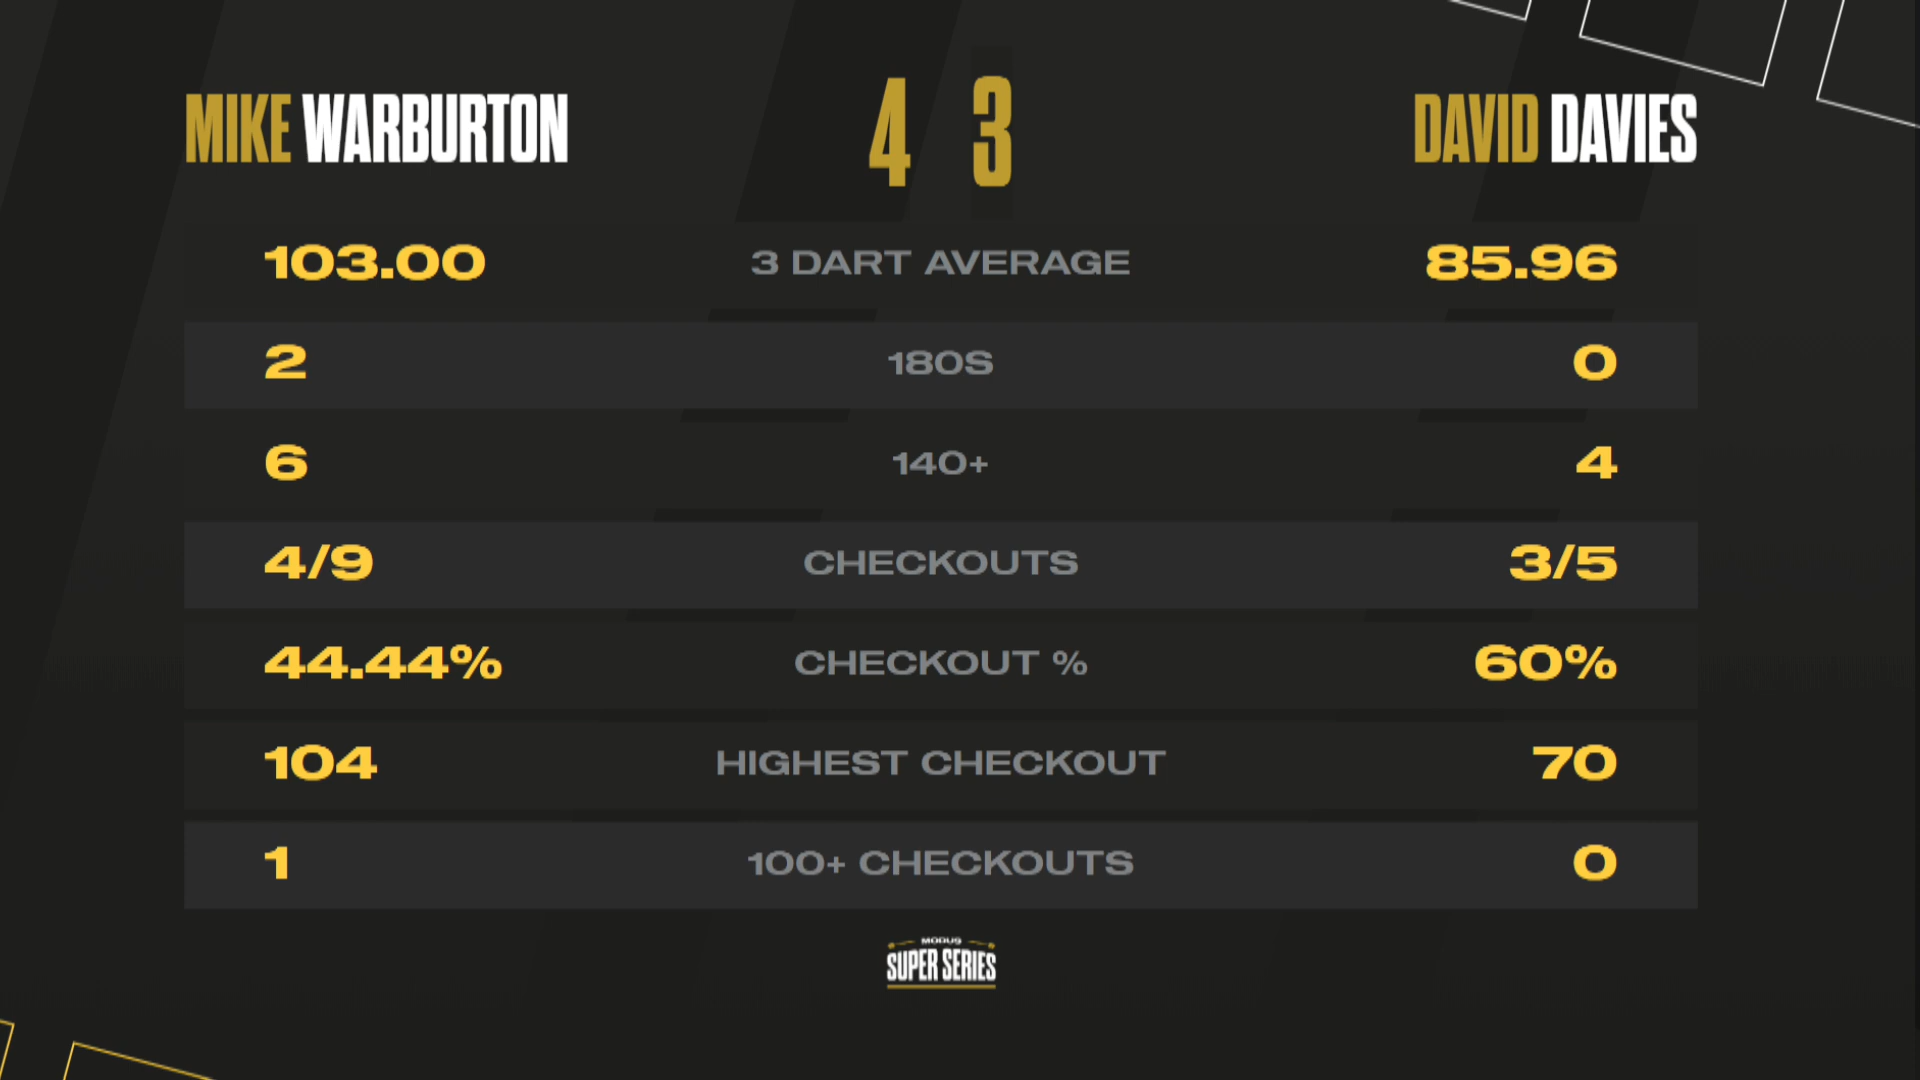 MIKE WARBURTON 4 3 DAVID DAVIES
103.00 3 DART AVERAGE 85.96
2 180S 0
6 140+ 4
4/9 CHECKOUTS 3/5
44.44% CHECKOUT % 60%
104 HIGHEST CHECKOUT 70
1 100+ CHECKOUTS 0
MODUS
SUPER SERIES